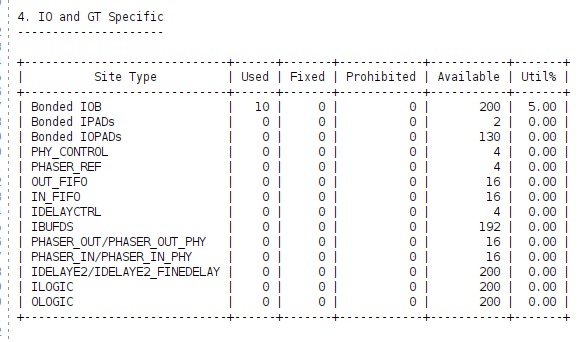 4. IO and GT Specific
---------------------
+-----------------------------+------+-------+------------+-----------+-------+
|          Site Type          | Used | Fixed | Prohibited | Available | Util% |
+-----------------------------+------+-------+------------+-----------+-------+
| Bonded IOB                  |   10 |     0 |          0 |       200 |  5.00 |
| Bonded IPADs                |    0 |     0 |          0 |         2 |  0.00 |
| Bonded IOPADs               |    0 |     0 |          0 |       130 |  0.00 |
| PHY_CONTROL                 |    0 |     0 |          0 |         4 |  0.00 |
| PHASER_REF                  |    0 |     0 |          0 |         4 |  0.00 |
| OUT_FIFO                    |    0 |     0 |          0 |        16 |  0.00 |
| IN_FIFO                     |    0 |     0 |          0 |        16 |  0.00 |
| IDELAYCTRL                  |    0 |     0 |          0 |         4 |  0.00 |
| IBUFDS                      |    0 |     0 |          0 |       192 |  0.00 |
| PHASER_OUT/PHASER_OUT_PHY   |    0 |     0 |          0 |        16 |  0.00 |
| PHASER_IN/PHASER_IN_PHY     |    0 |     0 |          0 |        16 |  0.00 |
| IDELAYE2/IDELAYE2_FINEDELAY |    0 |     0 |          0 |       200 |  0.00 |
| ILOGIC                      |    0 |     0 |          0 |       200 |  0.00 |
| OLOGIC                      |    0 |     0 |          0 |       200 |  0.00 |
+-----------------------------+------+-------+------------+-----------+-------+